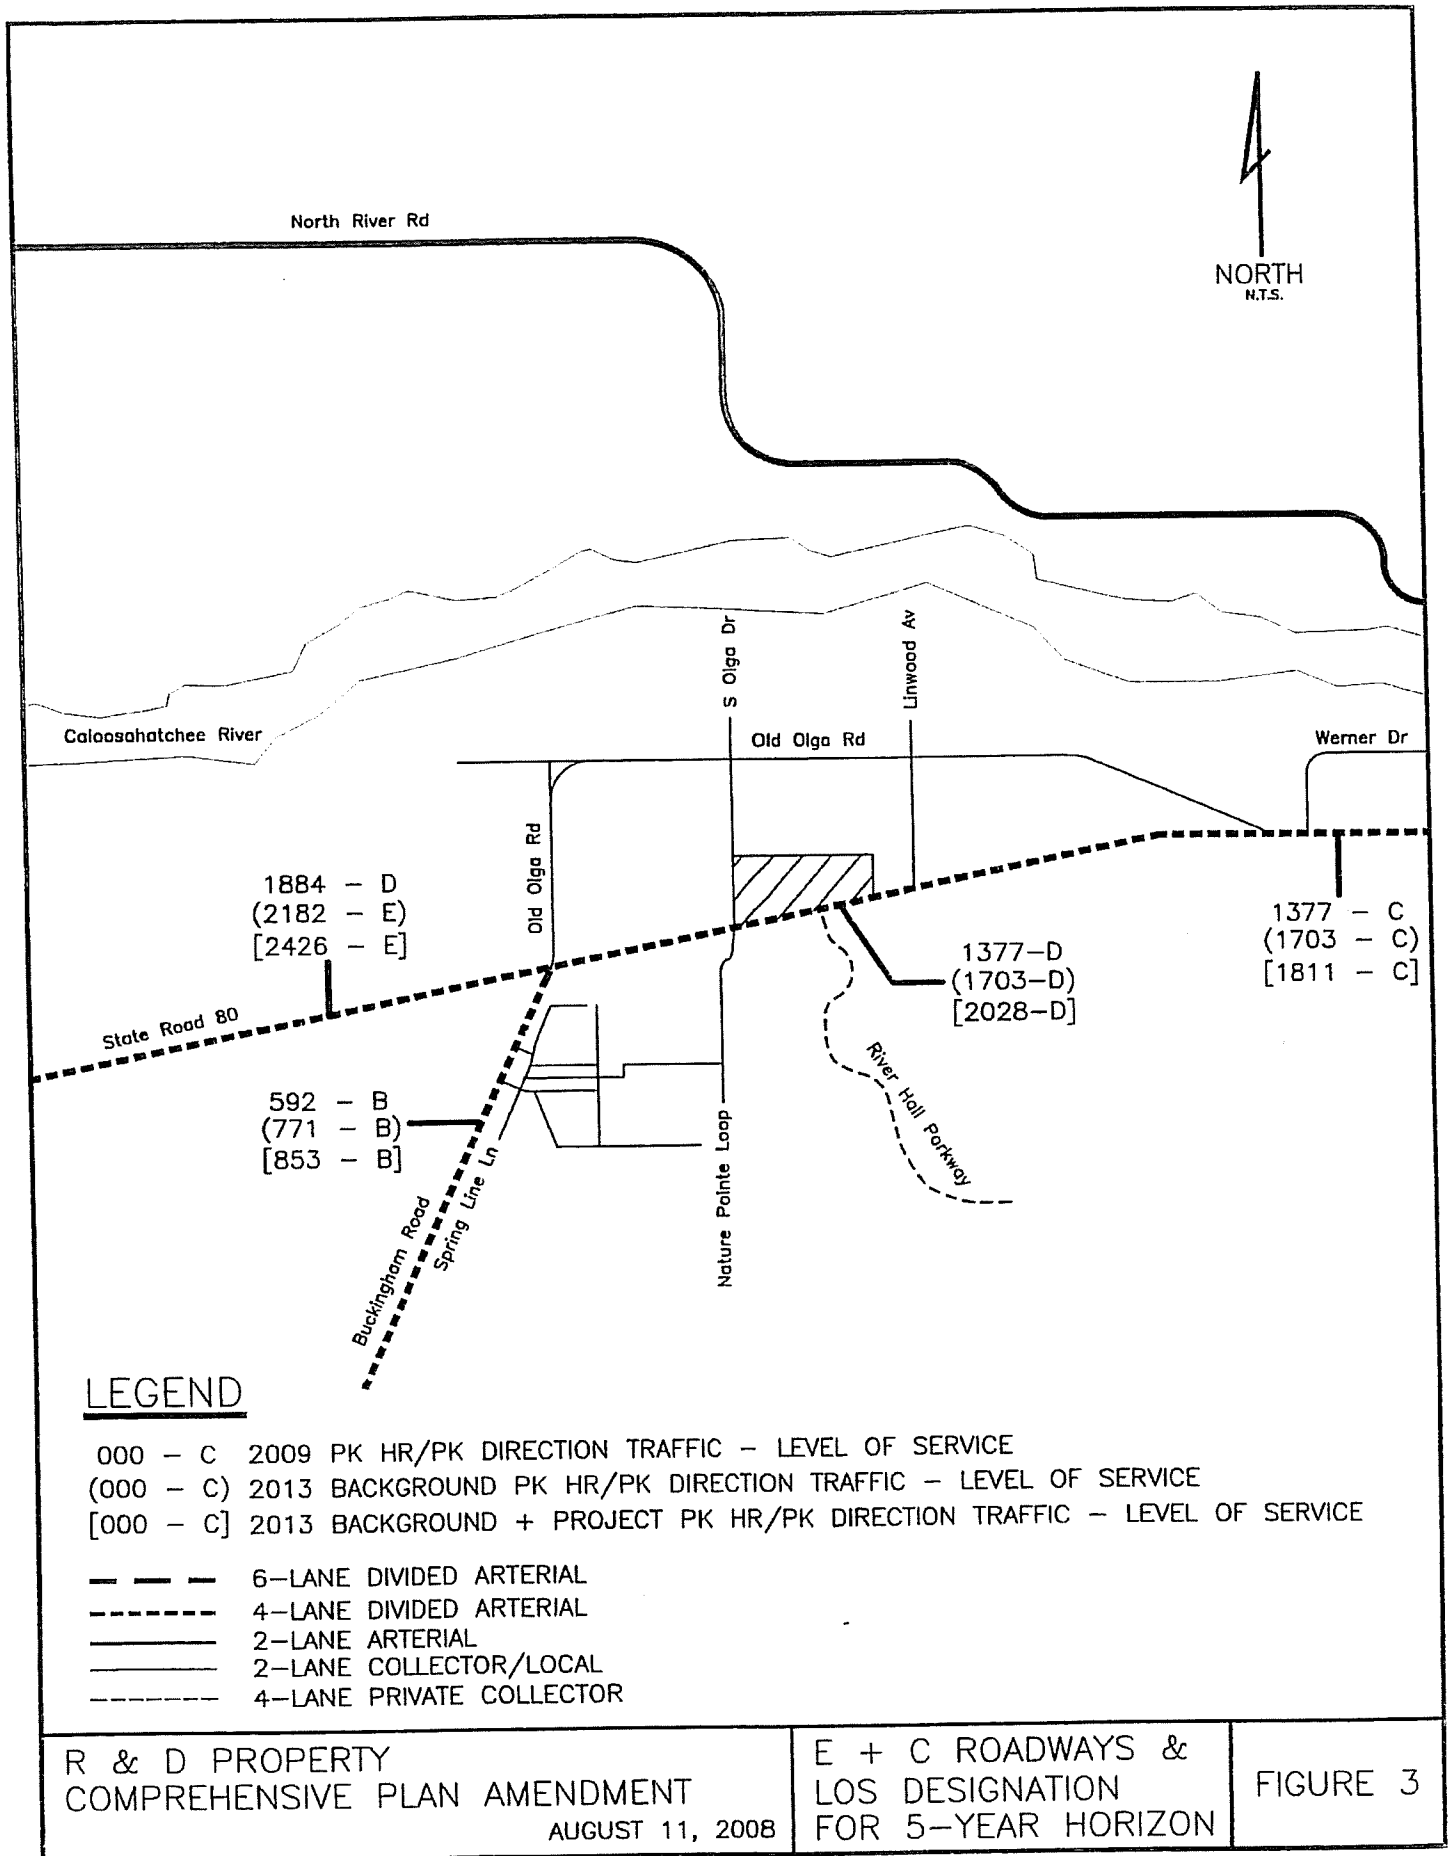 North River Rd
NORTH
N.T.S.
S Olga Dr
Linwood Av
Caloosahatchee River
Old Olga Rd
Werner Dr
Old Olga Rd
1884 - D
(2182 - E)
[2426 - E]
1377-D
(1703-D)
[2028-D]
1377 - C
(1703 - C)
[1811 - C]
State Road 80
592 - B
(771 - B)
[853 - B]
River Hall Parkway
Nature Pointe Loop
Spring Line Ln
Buckingham Road
LEGEND
000 - C 2009 PK HR/PK DIRECTION TRAFFIC - LEVEL OF SERVICE
(000 - C) 2013 BACKGROUND PK HR/PK DIRECTION TRAFFIC - LEVEL OF SERVICE
[000 - C] 2013 BACKGROUND + PROJECT PK HR/PK DIRECTION TRAFFIC - LEVEL OF SERVICE
6-LANE DIVIDED ARTERIAL
4-LANE DIVIDED ARTERIAL
2-LANE ARTERIAL
2-LANE COLLECTOR/LOCAL
4-LANE PRIVATE COLLECTOR
R & D PROPERTY
COMPREHENSIVE PLAN AMENDMENT
AUGUST 11, 2008
E + C ROADWAYS &
LOS DESIGNATION
FOR 5-YEAR HORIZON
FIGURE 3